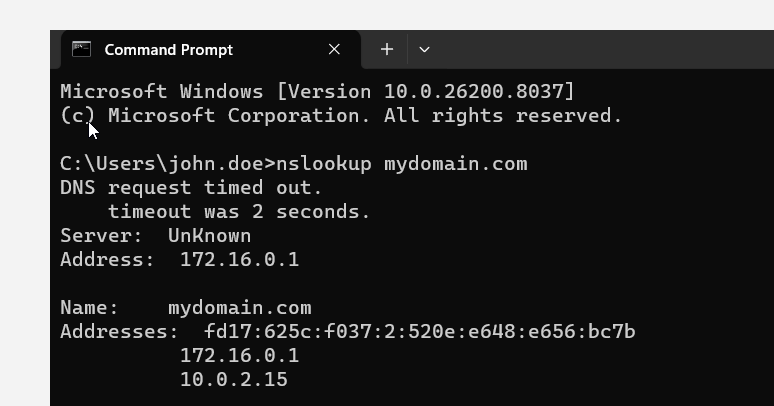 Command Prompt
Microsoft Windows [Version 10.0.26200.8037]
(c) Microsoft Corporation. All rights reserved.
C:\Users\john.doe>nslookup mydomain.com
DNS request timed out.
    timeout was 2 seconds.
Server:  UnKnown
Address:  172.16.0.1
Name:    mydomain.com
Addresses:  fd17:625c:f037:2:520e:e648:e656:bc7b
          172.16.0.1
          10.0.2.15